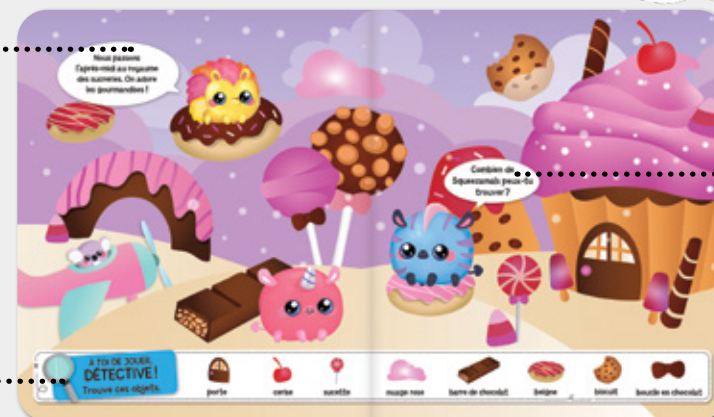 Nous passons
l'après-midi au royaume
des sucreries. On adore
les gourmandises !
Combien de
Squeezamals peux-tu
trouver ?
À TOI DE JOUER,
DÉTECTIVE !
Trouve ces objets.
porte
cerise
sucette
nuage rose
barre de chocolat
beigne
biscuit
boucle en chocolat